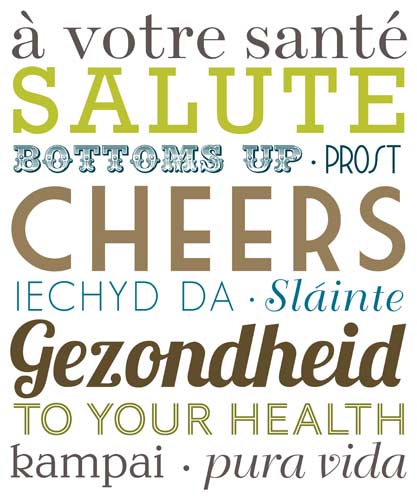 à votre santé
SALUTE
BOTTOMS UP · PROST
CHEERS
IECHYD DA · Sláinte
Gezondheid
TO YOUR HEALTH
kampai · pura vida